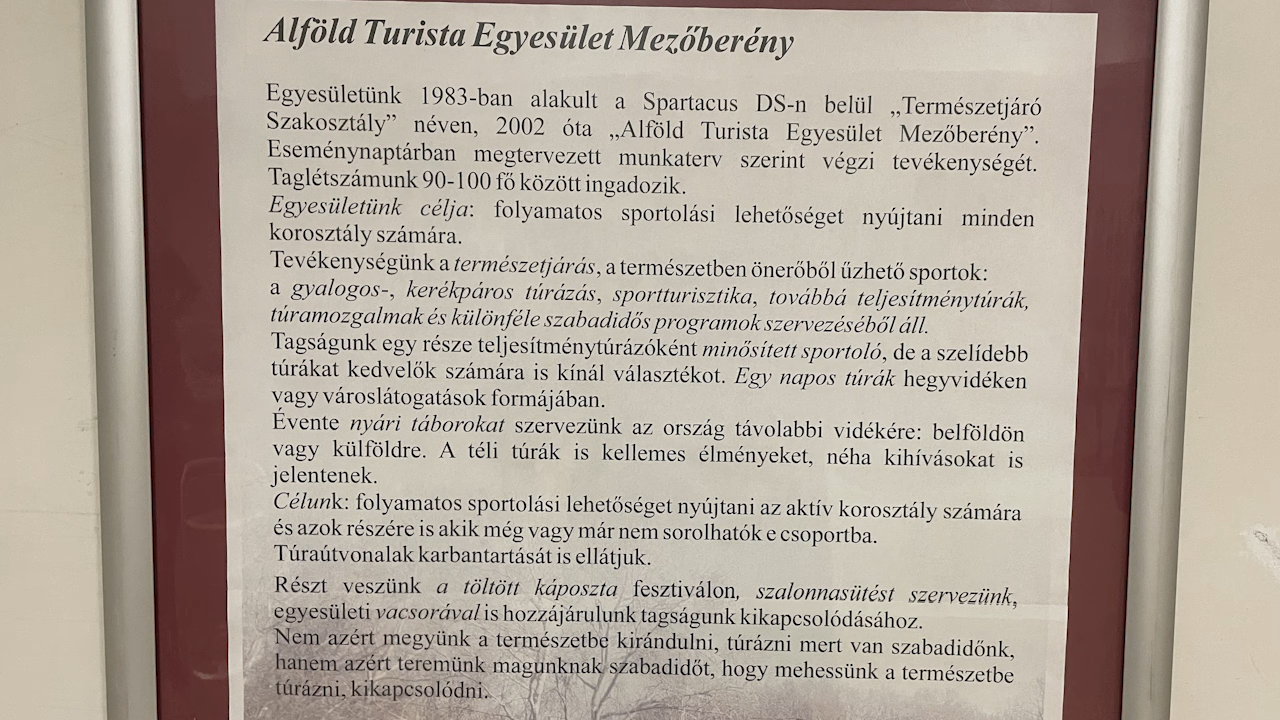 Alföld Turista Egyesület Mezőberény
Egyesületünk 1983-ban alakult a Spartacus DS-n belül „Természetjáró
Szakosztály” néven, 2002 óta „Alföld Turista Egyesület Mezőberény”.
Eseménynaptárban megtervezett munkaterv szerint végzi tevékenységét.
Taglétszámunk 90-100 fő között ingadozik.
Egyesületünk célja: folyamatos sportolási lehetőséget nyújtani minden
korosztály számára.
Tevékenységünk a természetjárás, a természetben önerőből űzhető sportok:
a gyalogos-, kerékpáros túrázás, sportturisztika, továbbá teljesítménytúrák,
túramozgalmak és különféle szabadidős programok szervezéséből áll.
Tagságunk egy része teljesítménytúrázóként minősített sportoló, de a szelídebb
túrákat kedvelők számára is kínál választékot. Egy napos túrák hegyvidéken
vagy városlátogatások formájában.
Évente nyári táborokat szervezünk az ország távolabbi vidékére: belföldön
vagy külföldre. A téli túrák is kellemes élményeket, néha kihívásokat is
jelentenek.
Célunk: folyamatos sportolási lehetőséget nyújtani az aktív korosztály számára
és azok részére is akik még vagy már nem sorolhatók e csoportba.
Túraútvonalak karbantartását is ellátjuk.
Részt veszünk a töltött káposzta fesztiválon, szalonnasütést szervezünk,
egyesületi vacsorával is hozzájárulunk tagságunk kikapcsolódásához.
Nem azért megyünk a természetbe kirándulni, túrázni mert van szabadidőnk,
hanem azért teremünk magunknak szabadidőt, hogy mehessünk a természetbe
túrázni, kikapcsolódni.